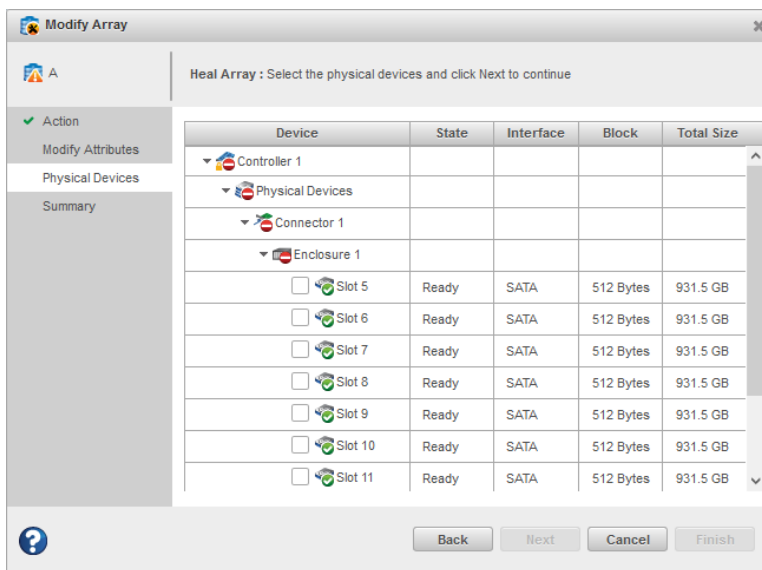 Modify Array
A
Heal Array : Select the physical devices and click Next to continue
Action
Modify Attributes
Physical Devices
Summary
Device State Interface Block Total Size
Controller 1
Physical Devices
Connector 1
Enclosure 1
Slot 5 Ready SATA 512 Bytes 931.5 GB
Slot 6 Ready SATA 512 Bytes 931.5 GB
Slot 7 Ready SATA 512 Bytes 931.5 GB
Slot 8 Ready SATA 512 Bytes 931.5 GB
Slot 9 Ready SATA 512 Bytes 931.5 GB
Slot 10 Ready SATA 512 Bytes 931.5 GB
Slot 11 Ready SATA 512 Bytes 931.5 GB
? Back Next Cancel Finish